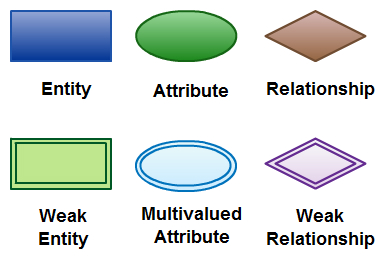 Entity
Attribute
Relationship
Weak
Entity
Multivalued
Attribute
Weak
Relationship